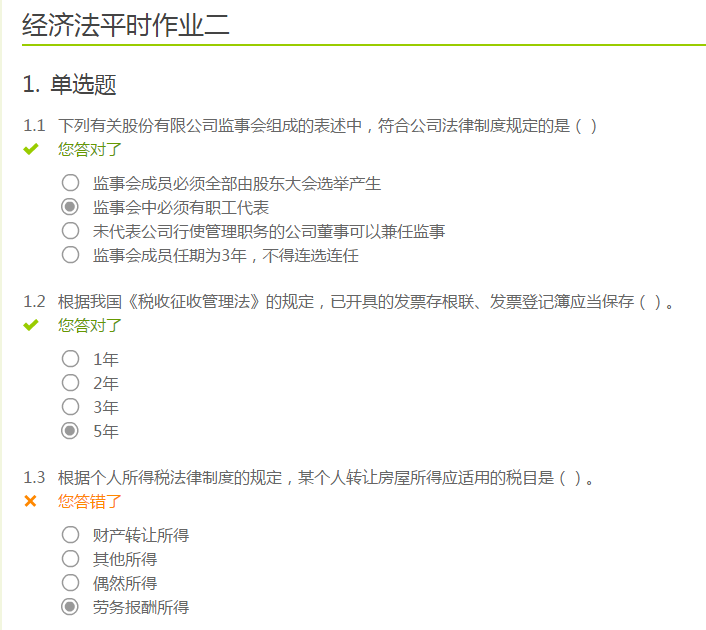 经济法平时作业二
1. 单选题
1.1 下列有关股份有限公司监事会组成的表述中，符合公司法律制度规定的是（ ）
您答对了
监事会成员必须全部由股东大会选举产生
监事会中必须有职工代表
未代表公司行使管理职务的公司董事可以兼任监事
监事会成员任期为3年，不得连选连任
1.2 根据我国《税收征收管理法》的规定，已开具的发票存根联、发票登记簿应当保存（ ）。
您答对了
1年
2年
3年
5年
1.3 根据个人所得税法律制度的规定，某个人转让房屋所得应适用的税目是（ ）。
您答错了
财产转让所得
其他所得
偶然所得
劳务报酬所得